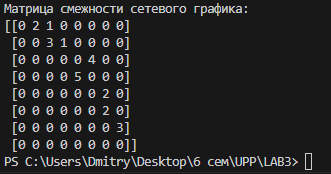 Матрица смежности сетевого графика:
[[0 2 1 0 0 0 0 0]
[0 0 3 1 0 0 0 0]
[0 0 0 0 0 4 0 0]
[0 0 0 0 5 0 0 0]
[0 0 0 0 0 0 2 0]
[0 0 0 0 0 0 2 0]
[0 0 0 0 0 0 0 3]
[0 0 0 0 0 0 0 0]]
PS C:\Users\Dmitry\Desktop\6 сем\UPP\LAB3>